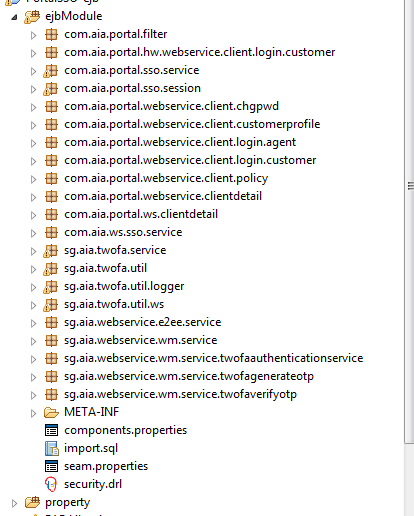 ejbModule
com.aia.portal.filter
com.aia.portal.hw.webservice.client.login.customer
com.aia.portal.sso.service
com.aia.portal.sso.session
com.aia.portal.webservice.client.chgpwd
com.aia.portal.webservice.client.customerprofile
com.aia.portal.webservice.client.login.agent
com.aia.portal.webservice.client.login.customer
com.aia.portal.webservice.client.policy
com.aia.portal.webservice.clientdetail
com.aia.portal.ws.clientdetail
com.aia.ws.sso.service
sg.aia.twofa.service
sg.aia.twofa.util
sg.aia.twofa.util.logger
sg.aia.twofa.util.ws
sg.aia.webservice.e2ee.service
sg.aia.webservice.wm.service
sg.aia.webservice.wm.service.twofaauthenticationservice
sg.aia.webservice.wm.service.twofagenerateotp
sg.aia.webservice.wm.service.twofaverifyotp
META-INF
components.properties
import.sql
seam.properties
security.drl
property